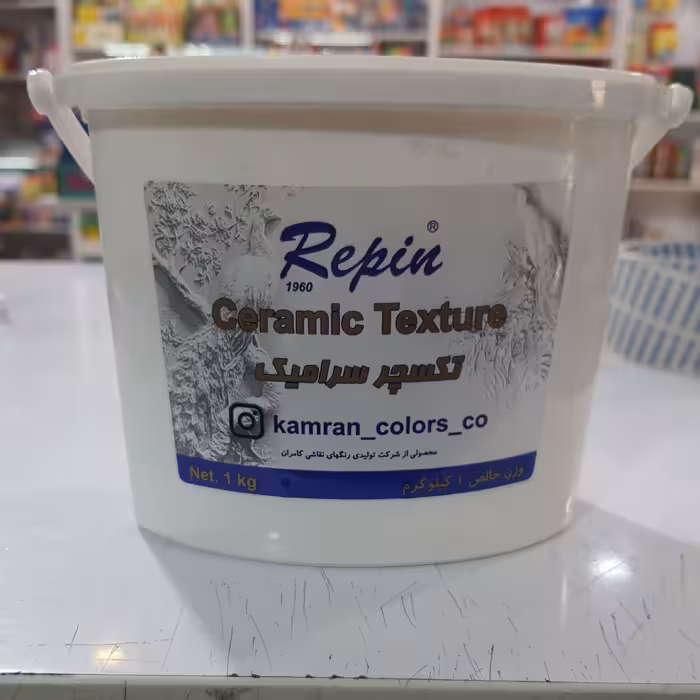 Repin®
1960
Ceramic Texture
تکسچر سرامیک
kamran_colors_co
محصولی از شرکت تولیدی رنگهای نقاشی کامران
Net. 1 kg وزن خالص ۱ کیلوگرم